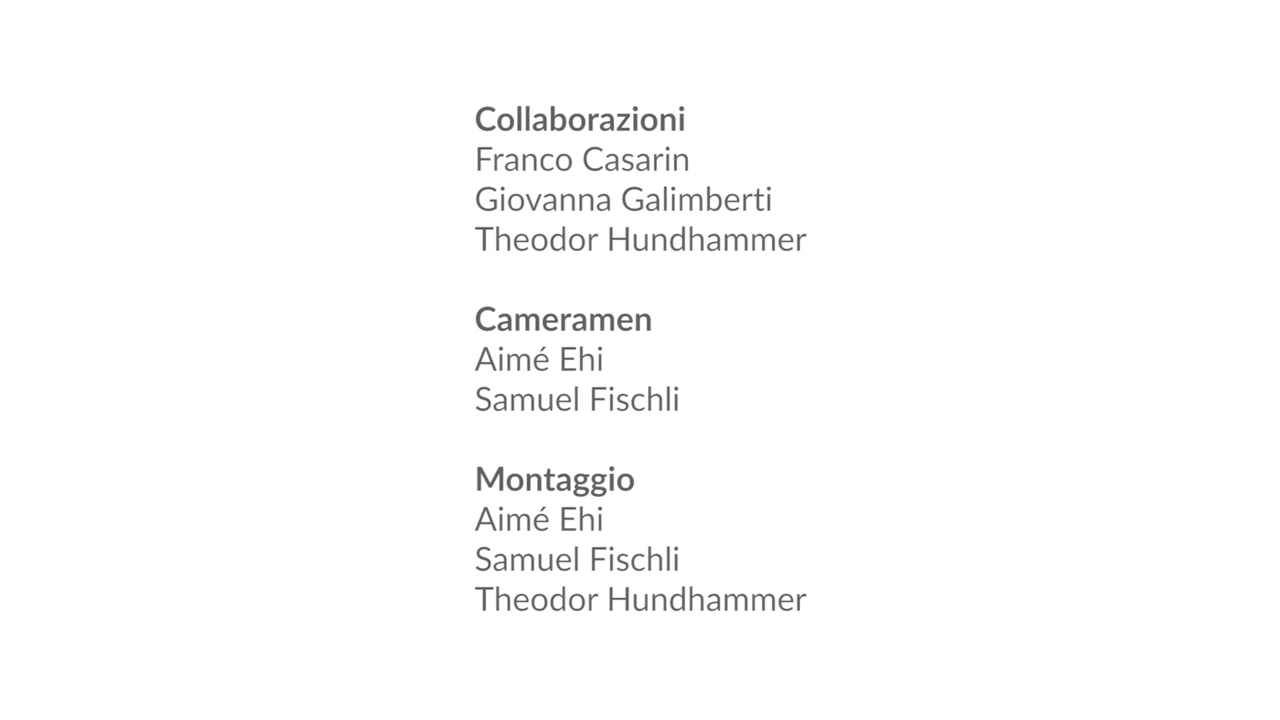 Collaborazioni
Franco Casarin
Giovanna Galimberti
Theodor Hundhammer
Cameramen
Aimé Ehi
Samuel Fischli
Montaggio
Aimé Ehi
Samuel Fischli
Theodor Hundhammer